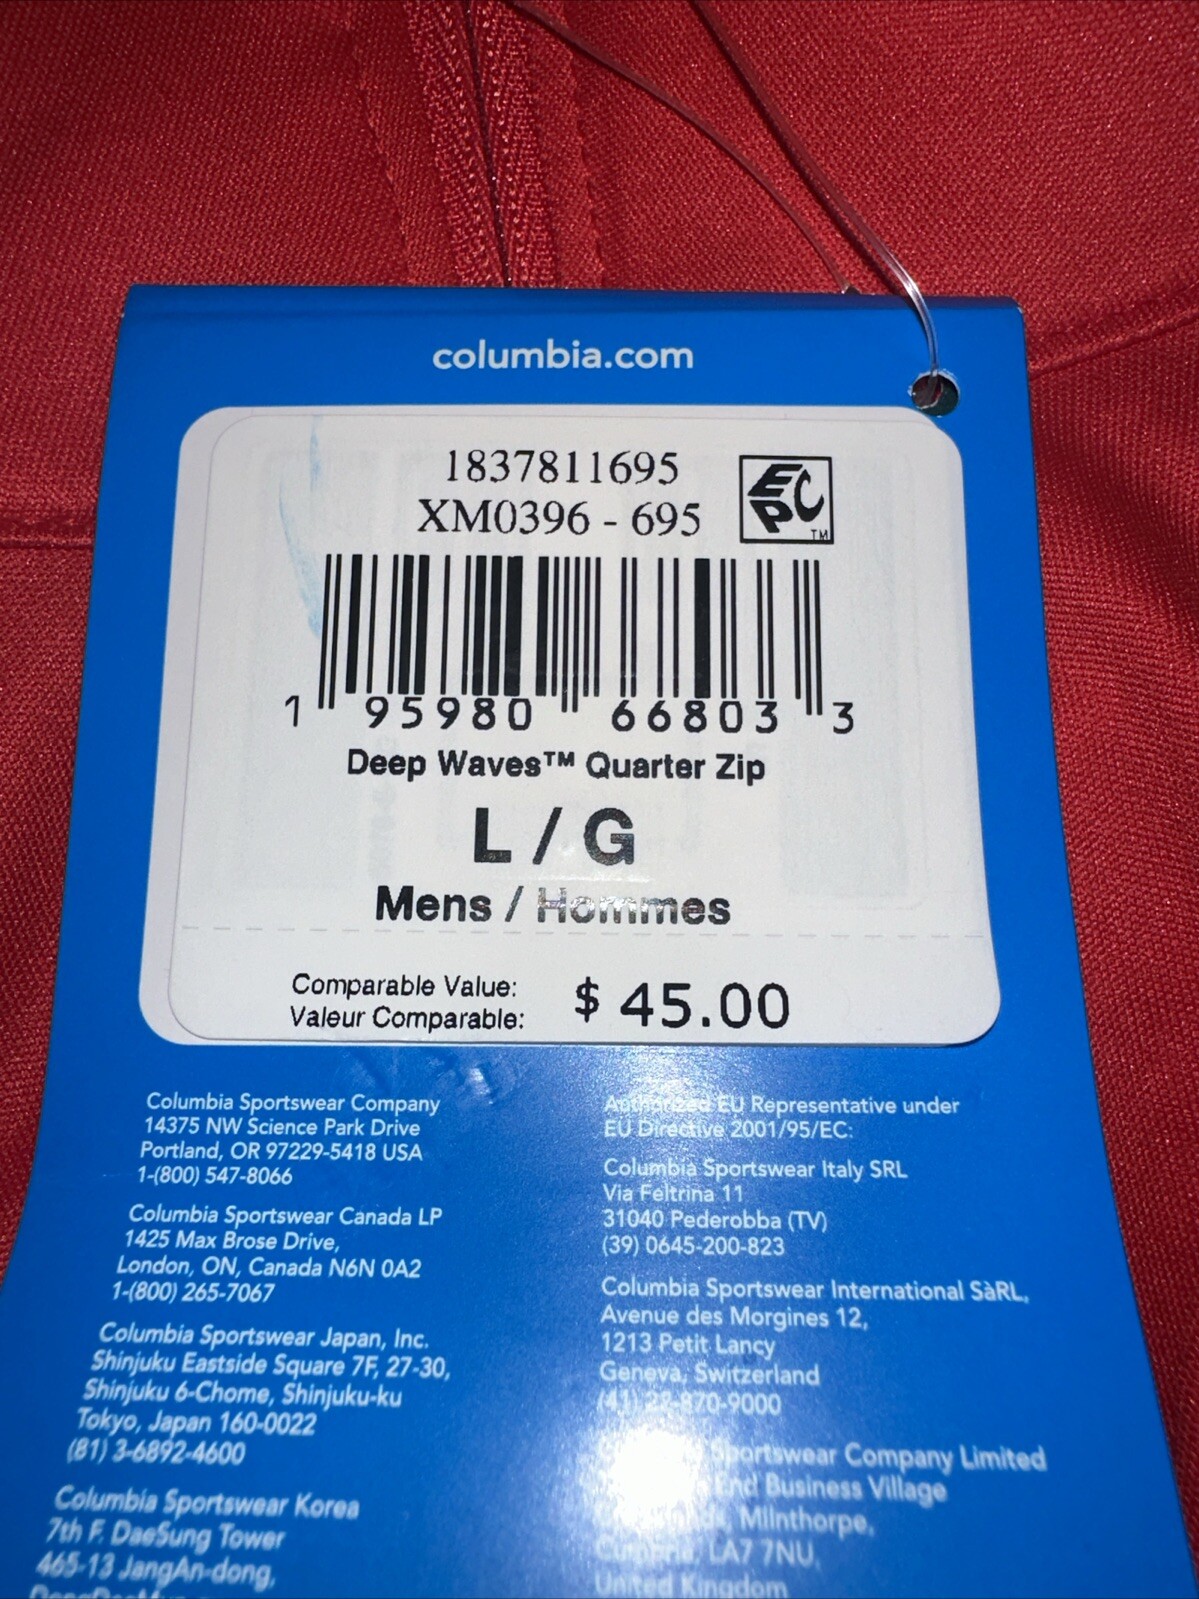 columbia.com
1837811695
XM0396 - 695
EPC
TM
1 95980 66803 3
Deep Waves™ Quarter Zip
L / G
Mens / Hommes
Comparable Value:
Valeur Comparable:
$ 45.00
Columbia Sportswear Company
14375 NW Science Park Drive
Portland, OR 97229-5418 USA
1-(800) 547-8066
Columbia Sportswear Canada LP
1425 Max Brose Drive,
London, ON, Canada N6N 0A2
1-(800) 265-7067
Columbia Sportswear Japan, Inc.
Shinjuku Eastside Square 7F, 27-30,
Shinjuku 6-Chome, Shinjuku-ku
Tokyo, Japan 160-0022
(81) 3-6892-4600
Columbia Sportswear Korea
7th F. DaeSung Tower
465-13 JangAn-dong,
Authorized EU Representative under
EU Directive 2001/95/EC:
Columbia Sportswear Italy SRL
Via Feltrina 11
31040 Pederobba (TV)
(39) 0645-200-823
Columbia Sportswear International SàRL,
Avenue des Morgines 12,
1213 Petit Lancy
Geneva, Switzerland
(41) 22-870-9000
Sportswear Company Limited
End Business Village
Milnthorpe,
Cumbria, LA7 7NU,
United Kingdom